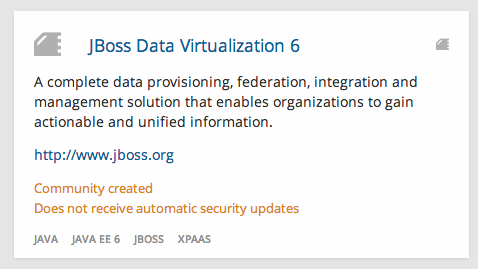 JBoss Data Virtualization 6
A complete data provisioning, federation, integration and
management solution that enables organizations to gain
actionable and unified information.
http://www.jboss.org
Community created
Does not receive automatic security updates
JAVA JAVA EE 6 JBOSS XPAAS